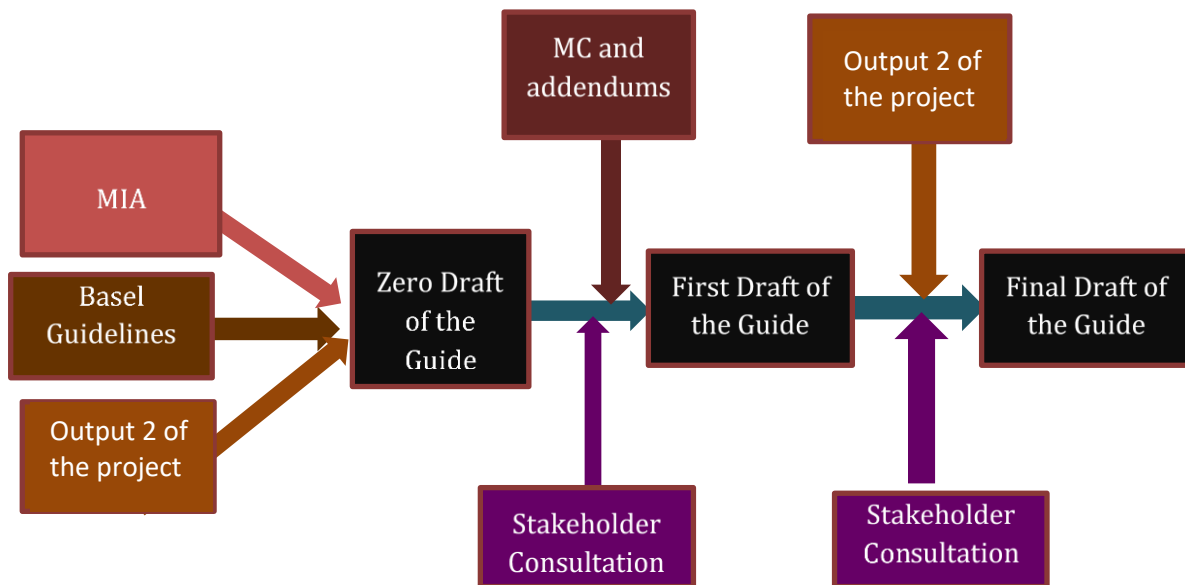 MC and
addendums
Output 2 of
the project
MIA
Basel
Guidelines
Output 2 of
the project
Zero Draft
of the
Guide
First Draft of
the Guide
Final Draft of
the Guide
Stakeholder
Consultation
Stakeholder
Consultation